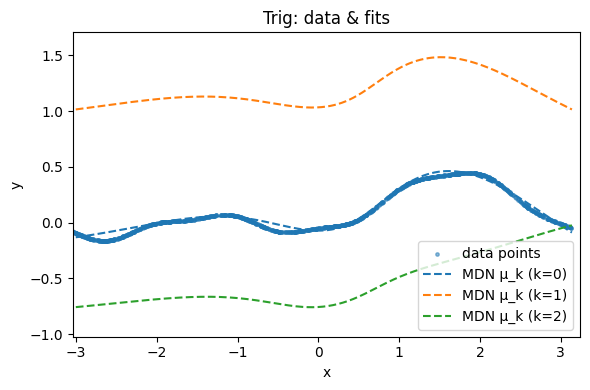 Trig: data & fits
y
1.5
1.0
0.5
0.0
−0.5
−1.0
data points
MDN μ_k (k=0)
MDN μ_k (k=1)
MDN μ_k (k=2)
−3
−2
−1
0
1
2
3
x